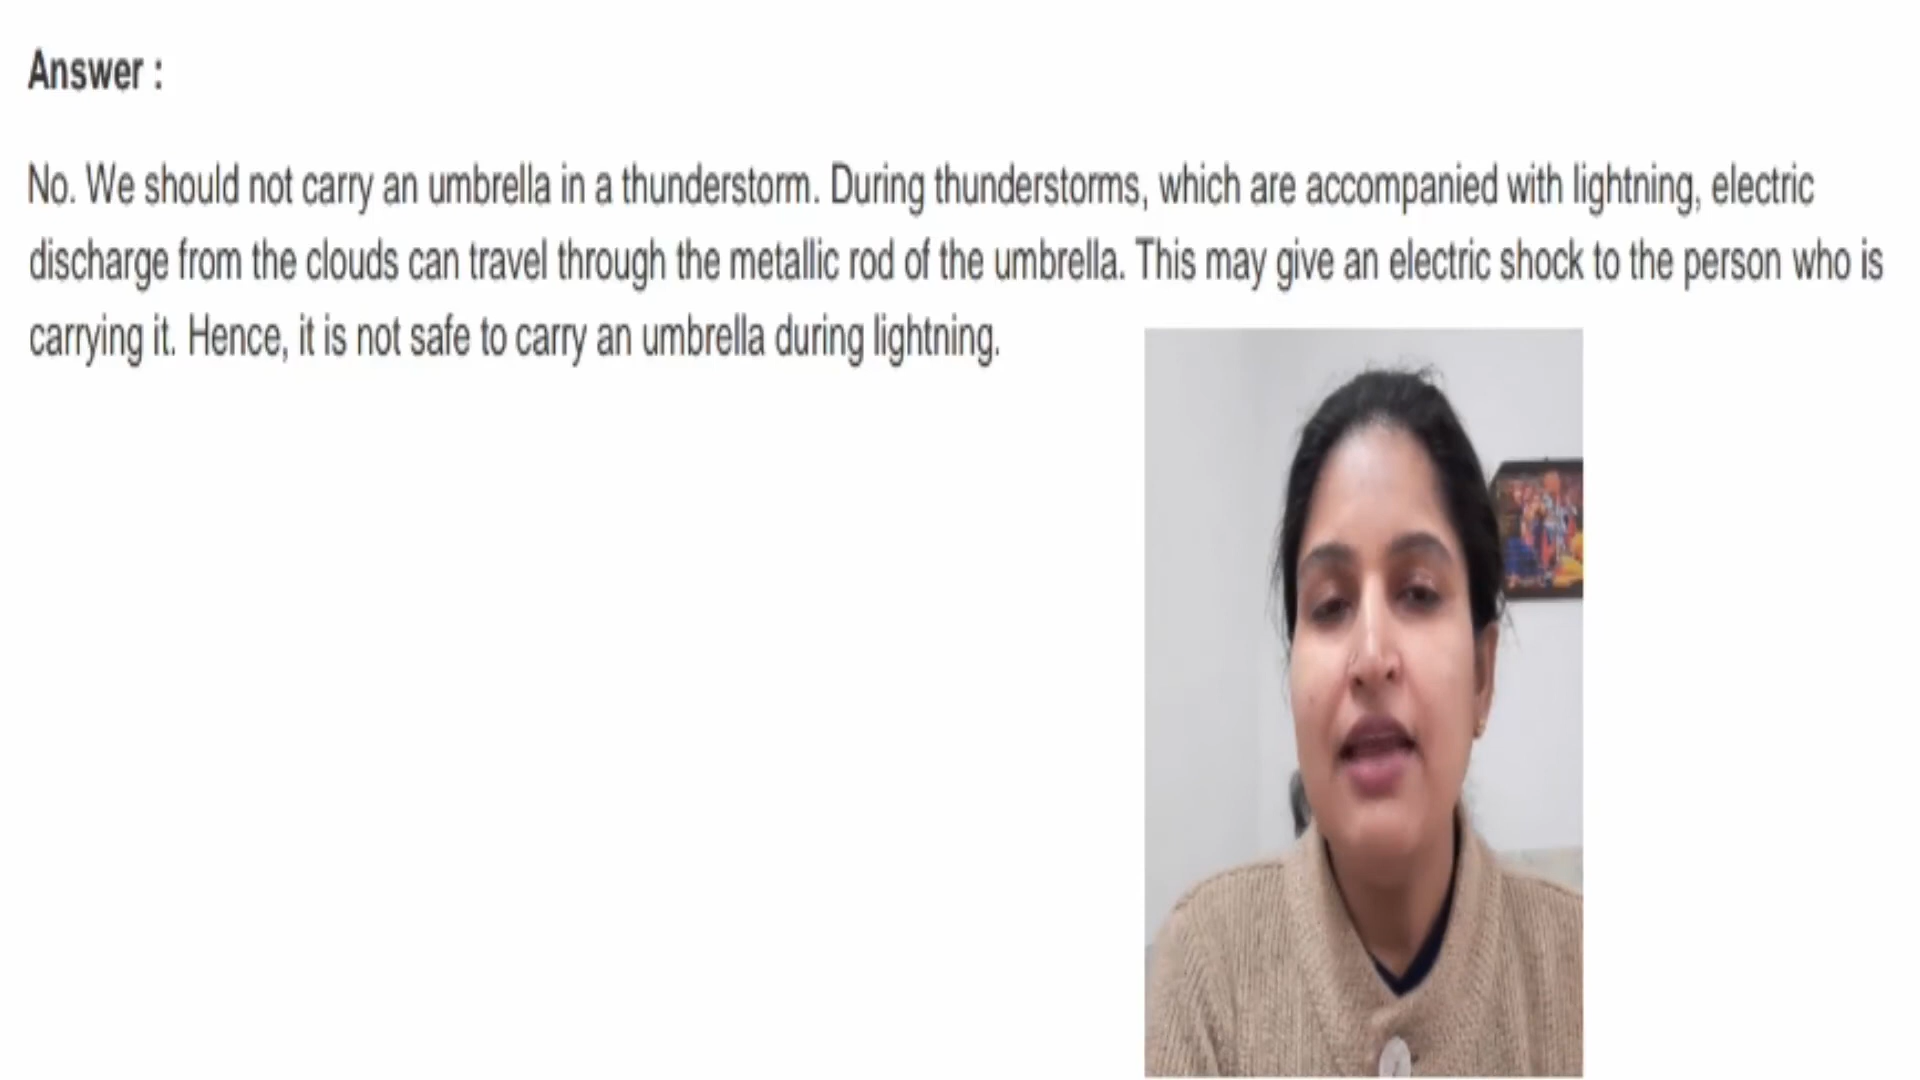 Answer :
No. We should not carry an umbrella in a thunderstorm. During thunderstorms, which are accompanied with lightning, electric
discharge from the clouds can travel through the metallic rod of the umbrella. This may give an electric shock to the person who is
carrying it. Hence, it is not safe to carry an umbrella during lightning.